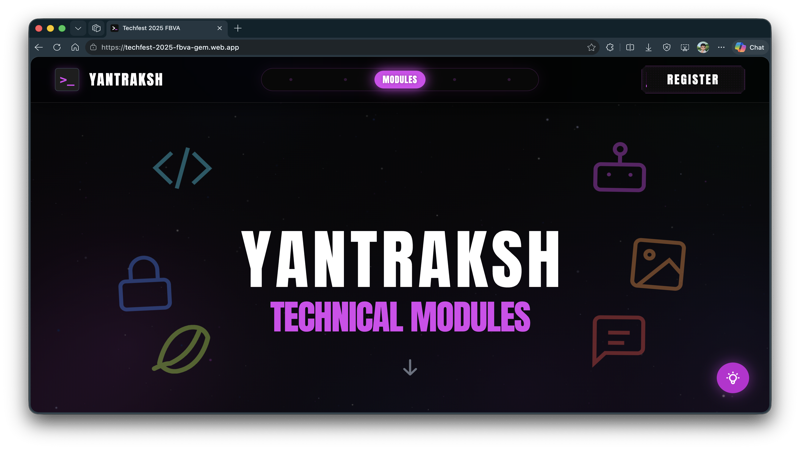 Techfest 2025 FBVA
https://techfest-2025-fbva-gem.web.app
Chat
>_ YANTRAKSH
MODULES
REGISTER
</>
YANTRAKSH
TECHNICAL MODULES